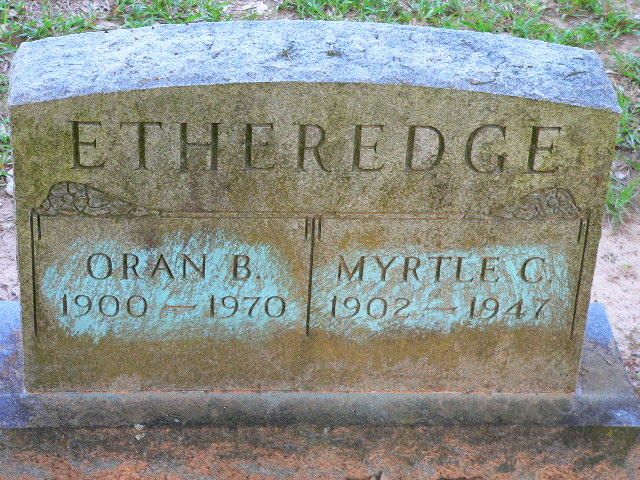 ETHEREDGE
ORAN B.
1900 — 1970
MYRTLE C.
1902 — 1947